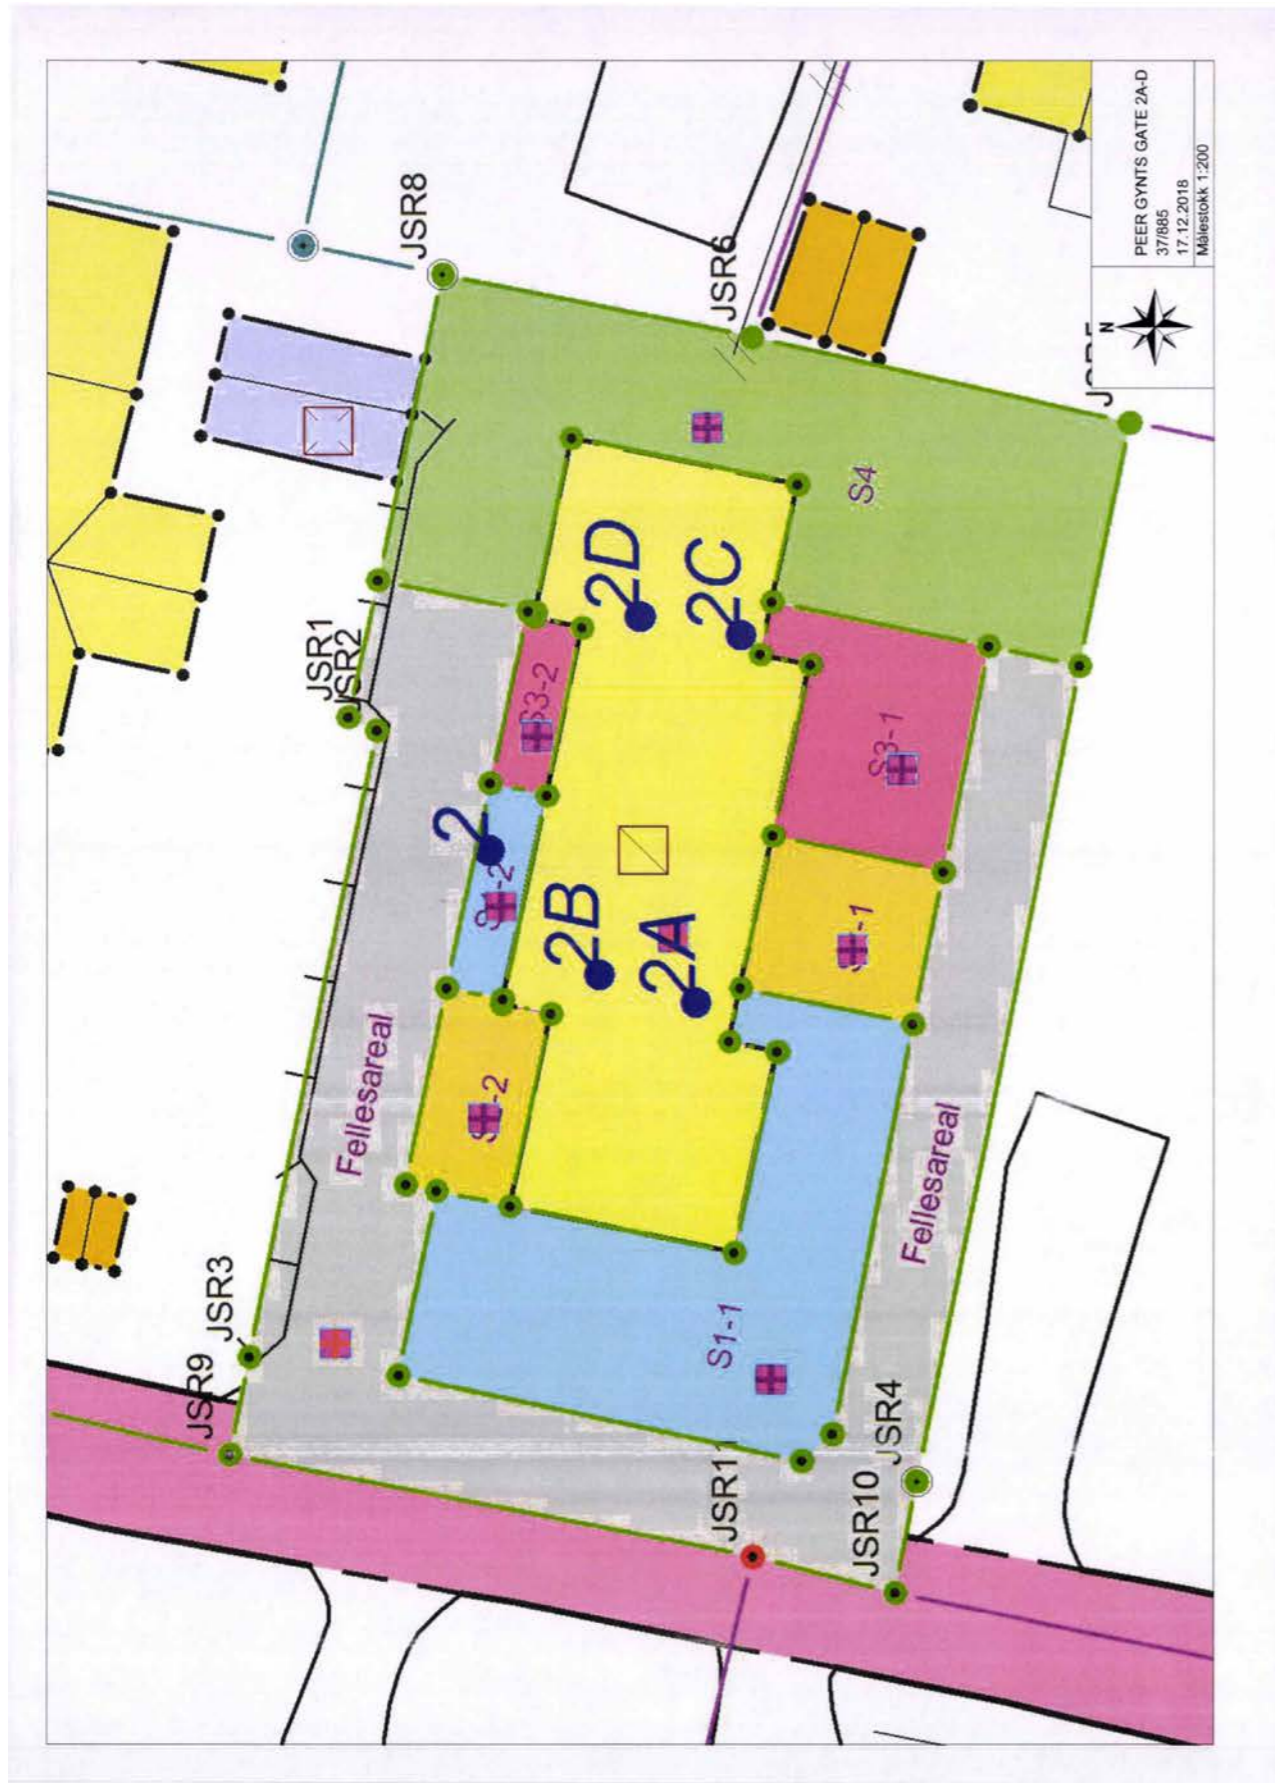 PEER GYNTS GATE 2A-D
37/885
17.12.2018
Målestokk 1:200
N
JSR8
JSR6
JSR1
JSR2
JSR3
JSR9
JSR4
JSR10
S4
2D
2C
S3-2
S3-1
2
2B
2A
Fellesareal
Fellesareal
S1-1